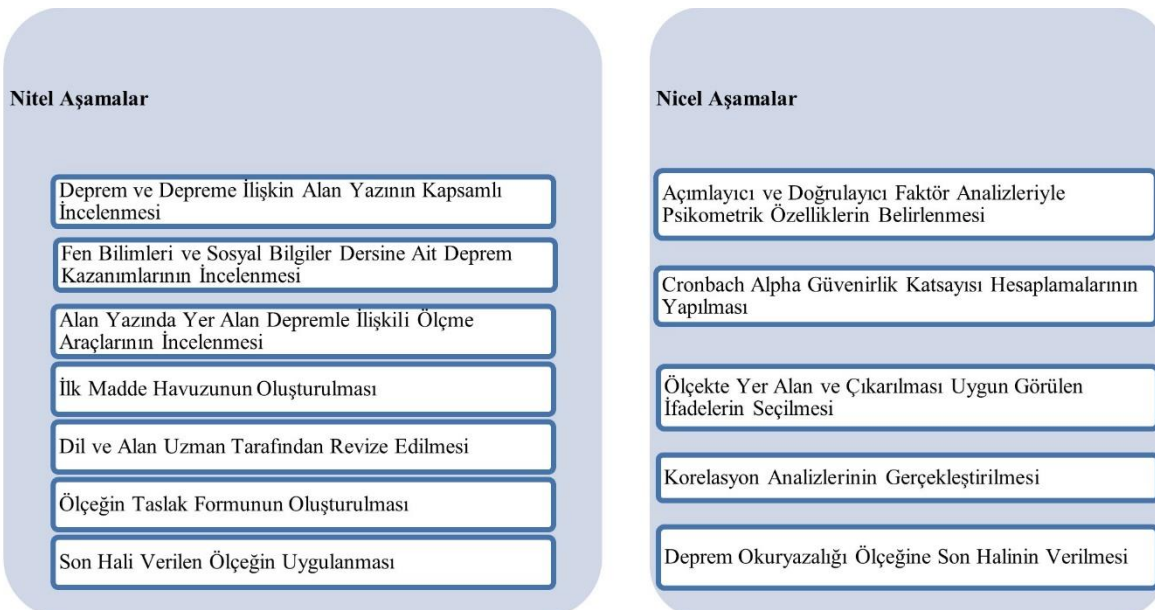 Nitel Aşamalar
Deprem ve Depreme İlişkin Alan Yazının Kapsamlı
İncelenmesi
Fen Bilimleri ve Sosyal Bilgiler Dersine Ait Deprem
Kazanımlarının İncelenmesi
Alan Yazında Yer Alan Depremle İlişkili Ölçme
Araçlarının İncelenmesi
İlk Madde Havuzunun Oluşturulması
Dil ve Alan Uzman Tarafından Revize Edilmesi
Ölçeğin Taslak Formunun Oluşturulması
Son Hali Verilen Ölçeğin Uygulanması
Nicel Aşamalar
Açımlayıcı ve Doğrulayıcı Faktör Analizleriyle
Psikometrik Özelliklerin Belirlenmesi
Cronbach Alpha Güvenirlik Katsayısı Hesaplamalarının
Yapılması
Ölçekte Yer Alan ve Çıkarılması Uygun Görülen
İfadelerin Seçilmesi
Korelasyon Analizlerinin Gerçekleştirilmesi
Deprem Okuryazalığı Ölçeğine Son Halinin Verilmesi